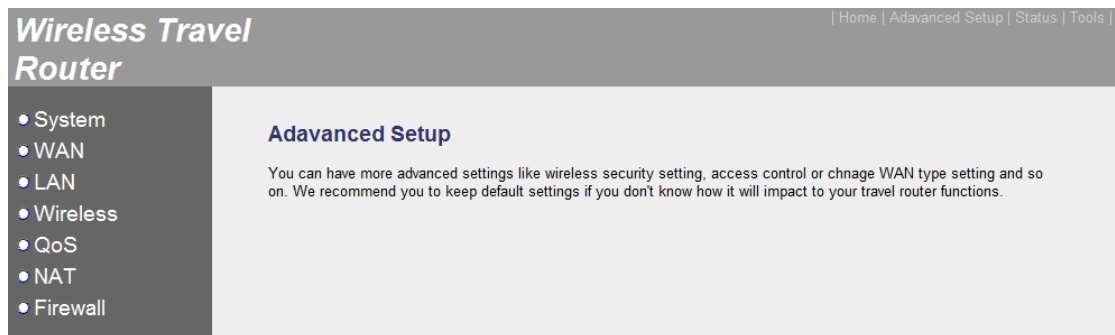 Wireless Travel
Router
| Home | Adavanced Setup | Status | Tools |
System
WAN
LAN
Wireless
QoS
NAT
Firewall
Adavanced Setup
You can have more advanced settings like wireless security setting, access control or chnage WAN type setting and so
on. We recommend you to keep default settings if you don't know how it will impact to your travel router functions.